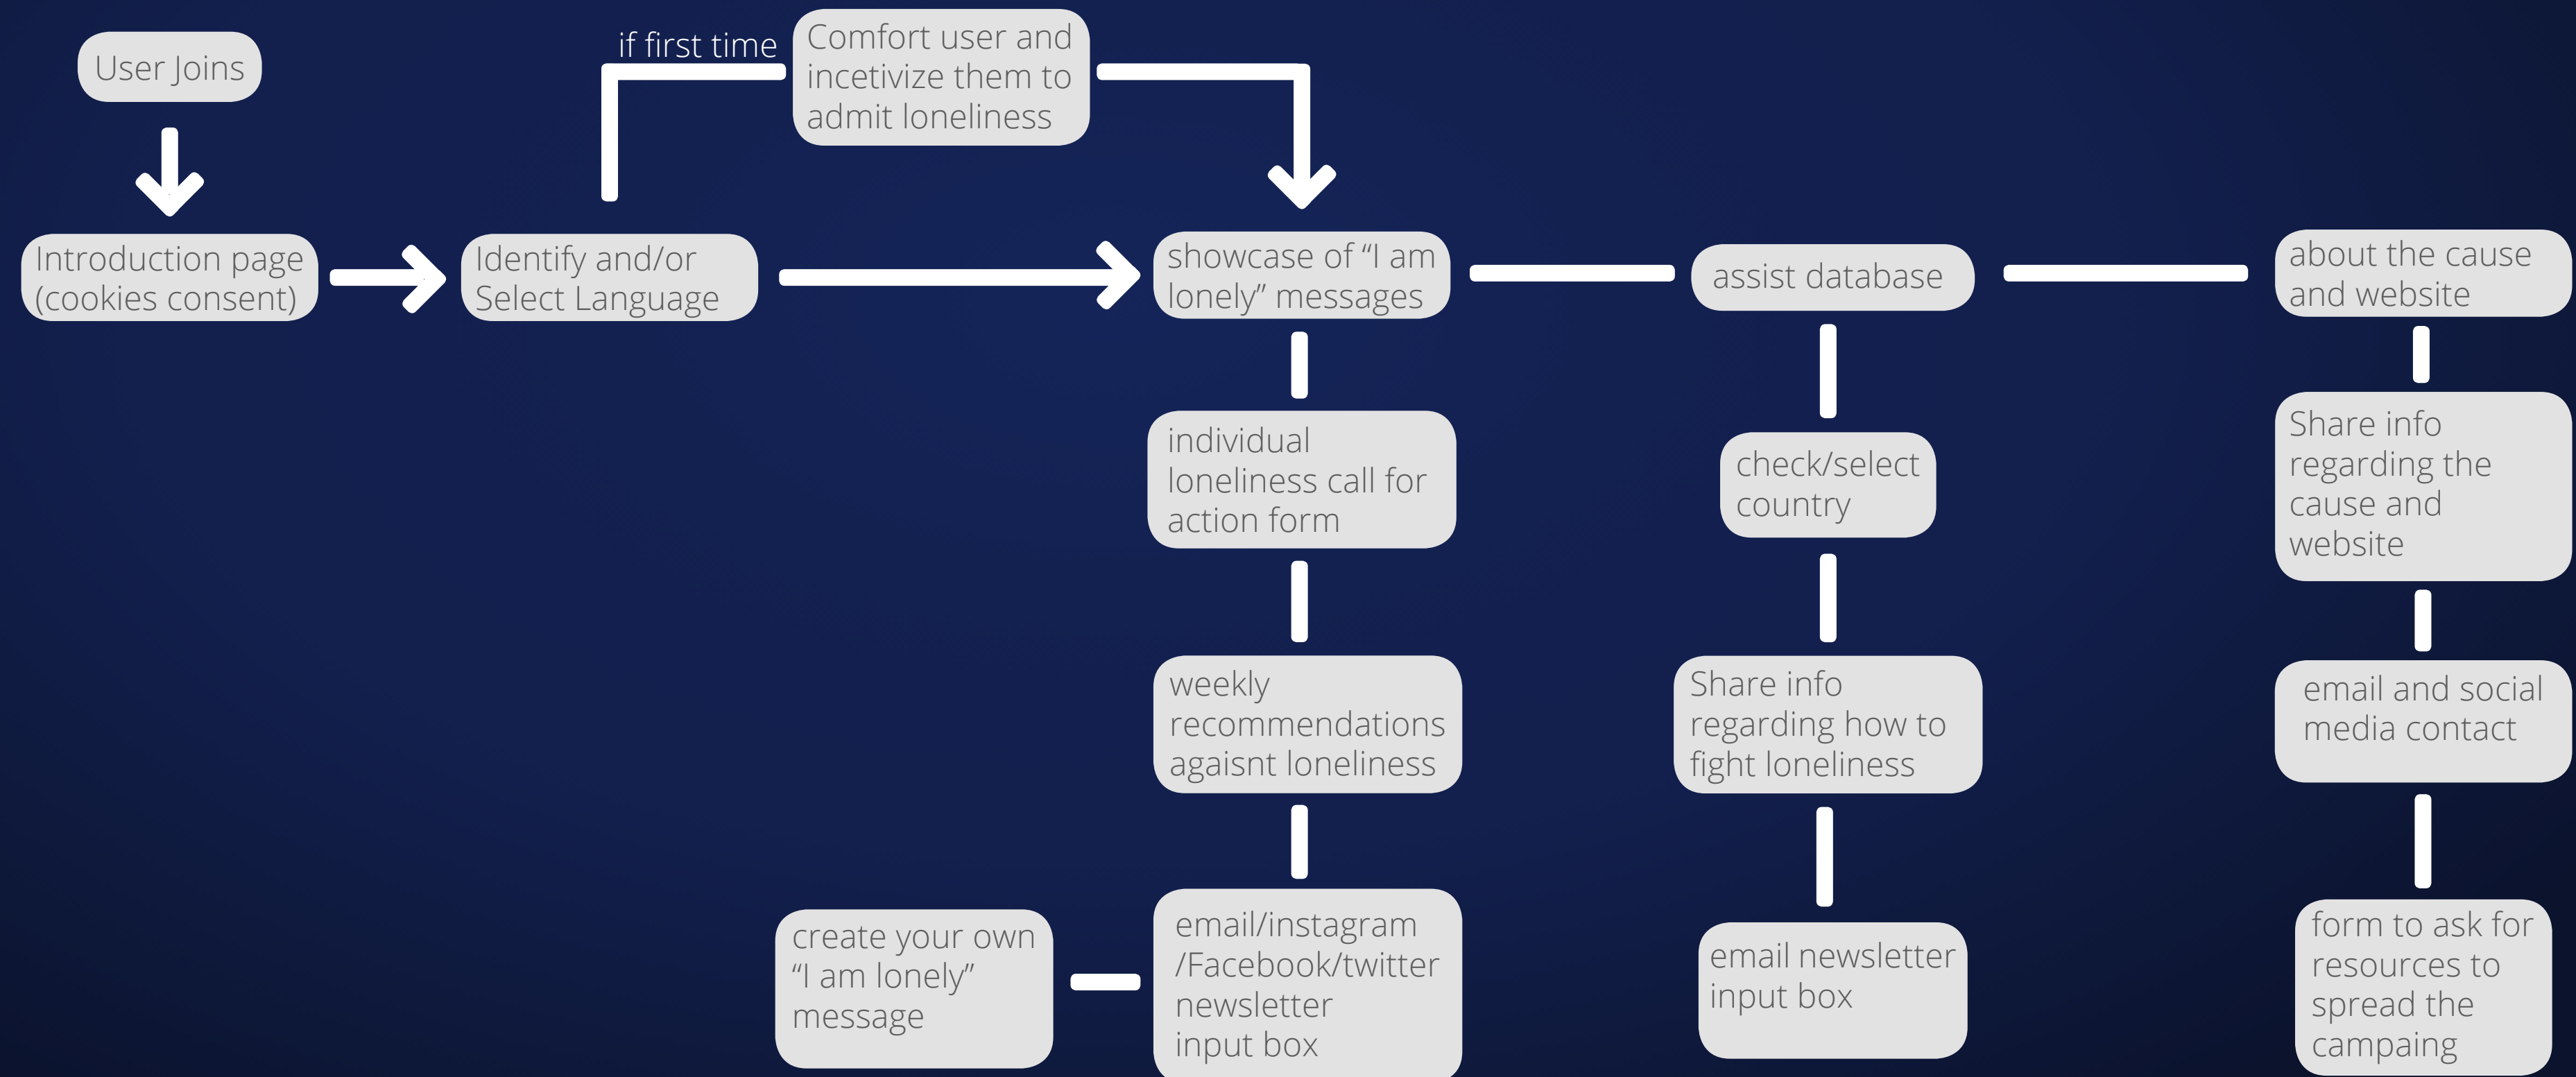 User Joins
if first time
Comfort user and
incetivize them to
admit loneliness
Introduction page
(cookies consent)
Identify and/or
Select Language
showcase of “I am
lonely” messages
assist database
about the cause
and website
individual
loneliness call for
action form
check/select
country
Share info
regarding the
cause and
website
weekly
recommendations
agaisnt loneliness
Share info
regarding how to
fight loneliness
email and social
media contact
create your own
“I am lonely”
message
email/instagram
/Facebook/twitter
newsletter
input box
email newsletter
input box
form to ask for
resources to
spread the
campaing